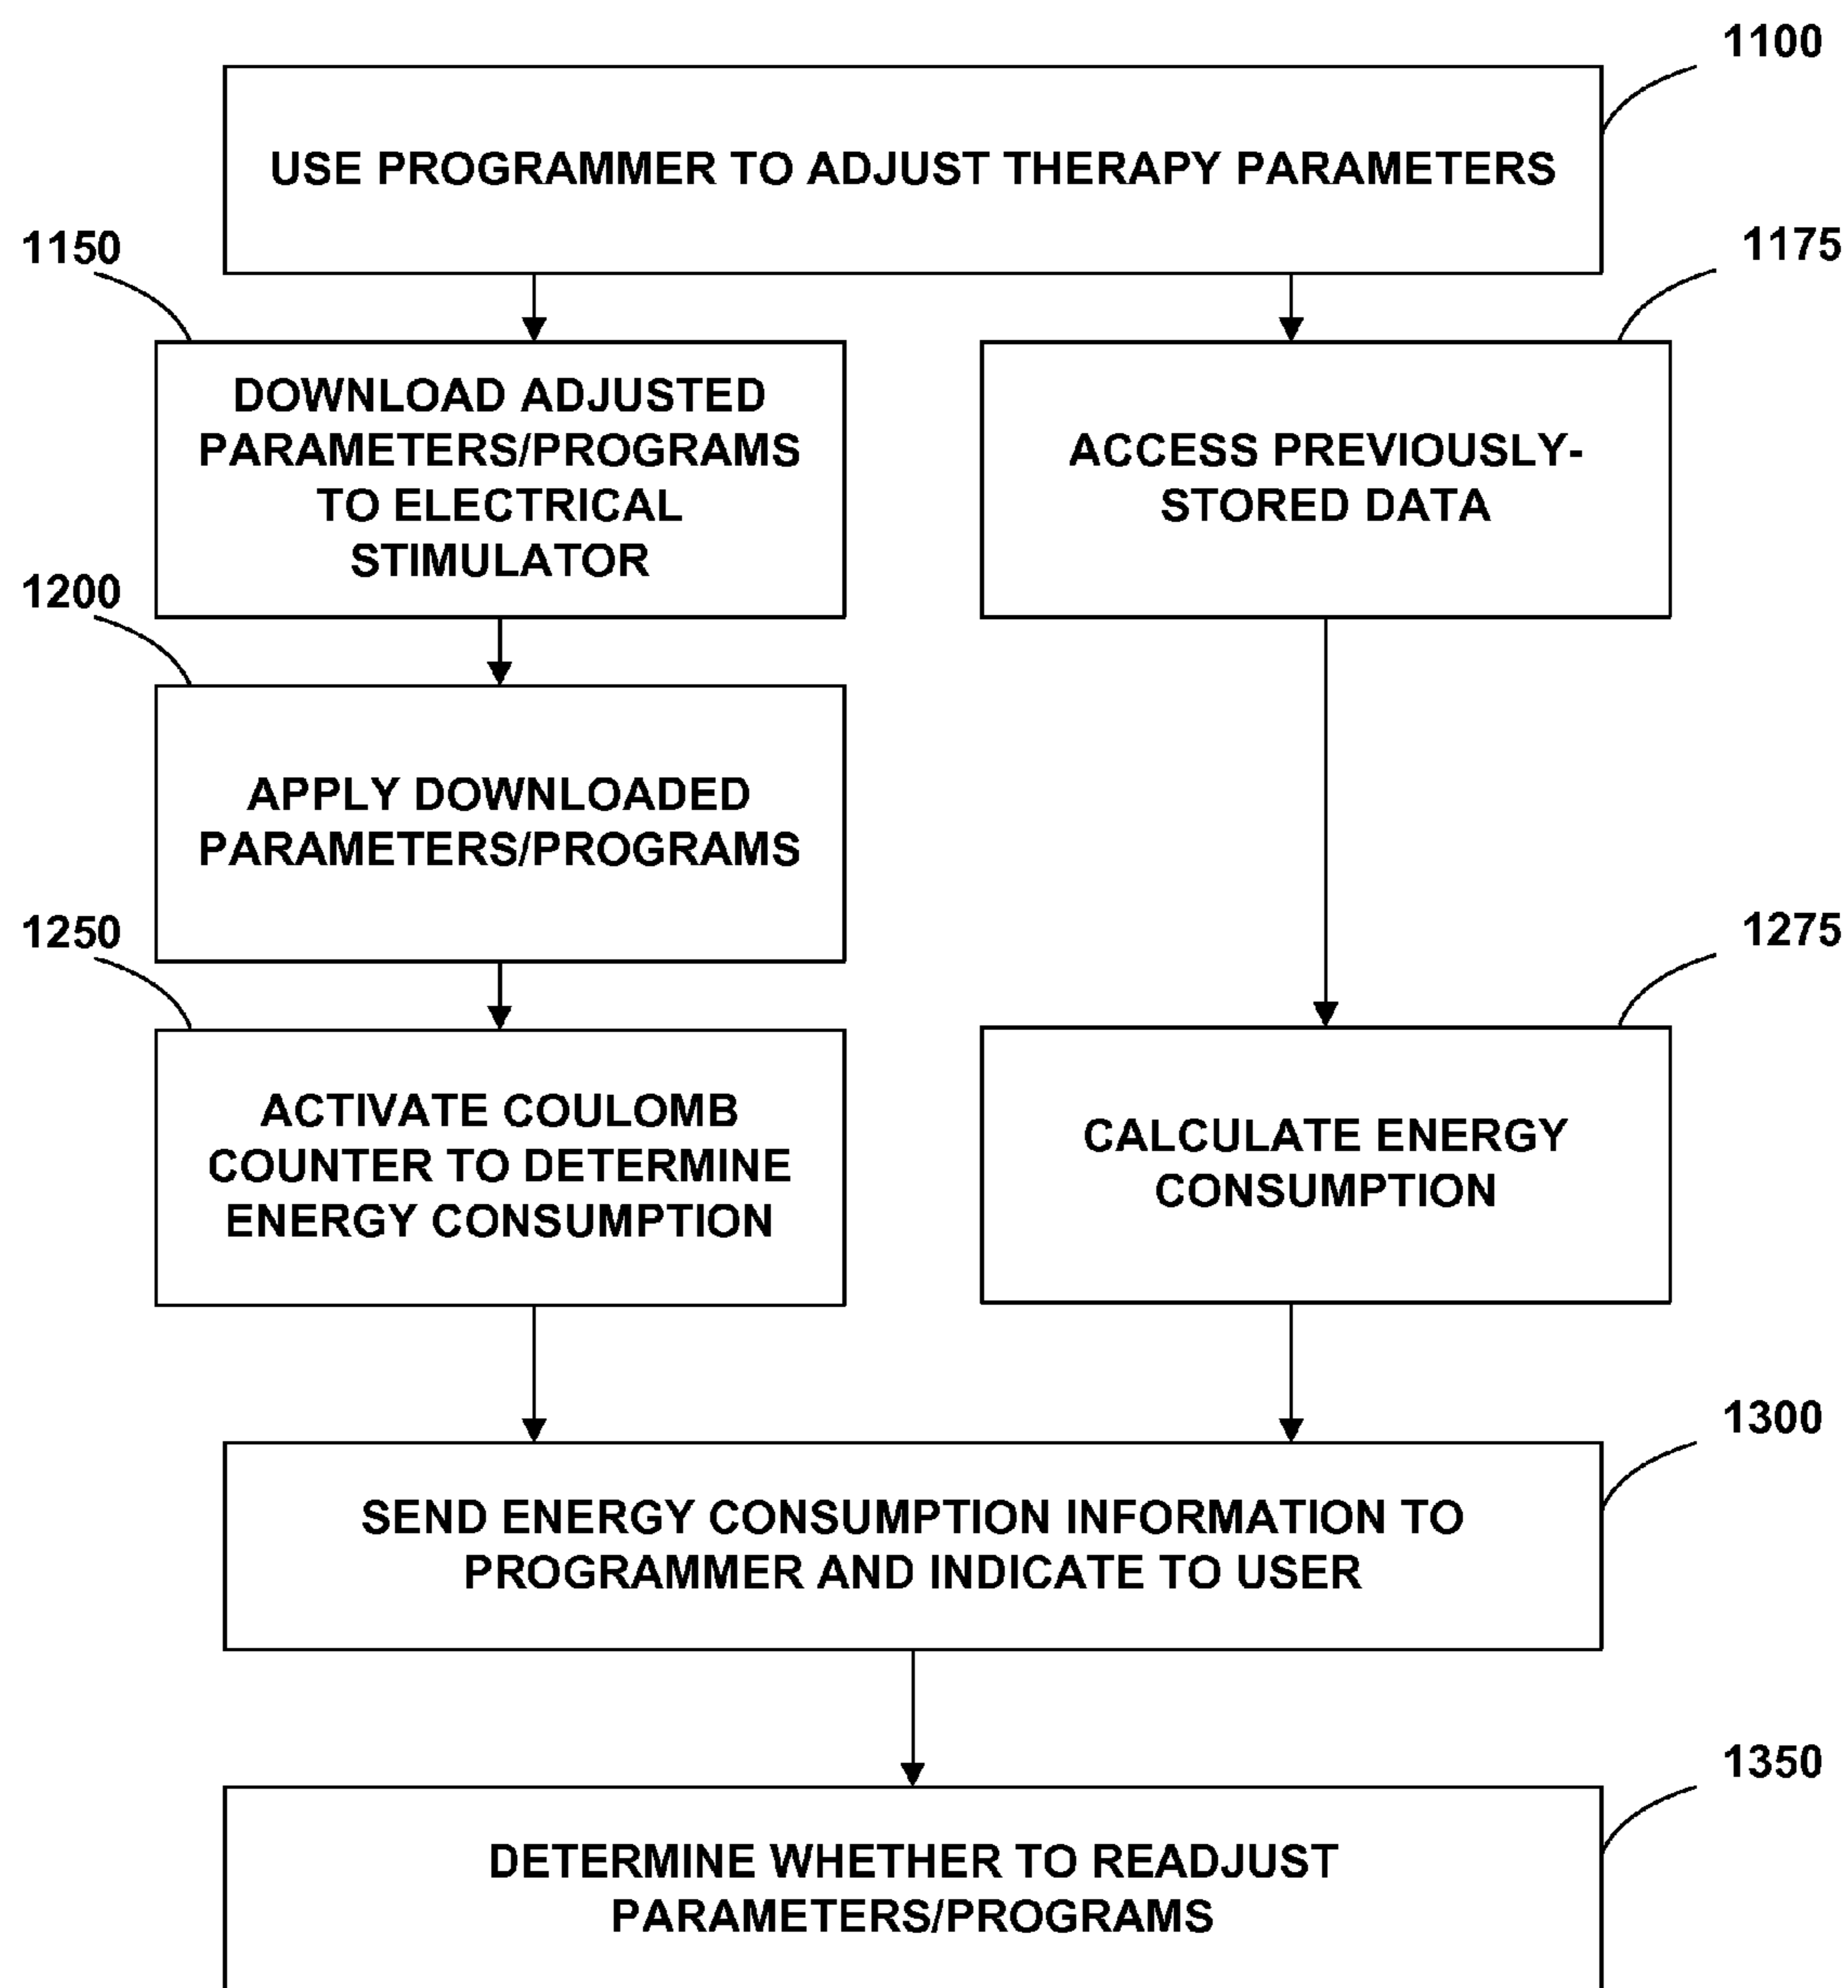 1100
USE PROGRAMMER TO ADJUST THERAPY PARAMETERS
1150
1175
DOWNLOAD ADJUSTED
PARAMETERS/PROGRAMS
TO ELECTRICAL
STIMULATOR
ACCESS PREVIOUSLY-
STORED DATA
1200
APPLY DOWNLOADED
PARAMETERS/PROGRAMS
1250
1275
ACTIVATE COULOMB
COUNTER TO DETERMINE
ENERGY CONSUMPTION
CALCULATE ENERGY
CONSUMPTION
1300
SEND ENERGY CONSUMPTION INFORMATION TO
PROGRAMMER AND INDICATE TO USER
1350
DETERMINE WHETHER TO READJUST
PARAMETERS/PROGRAMS